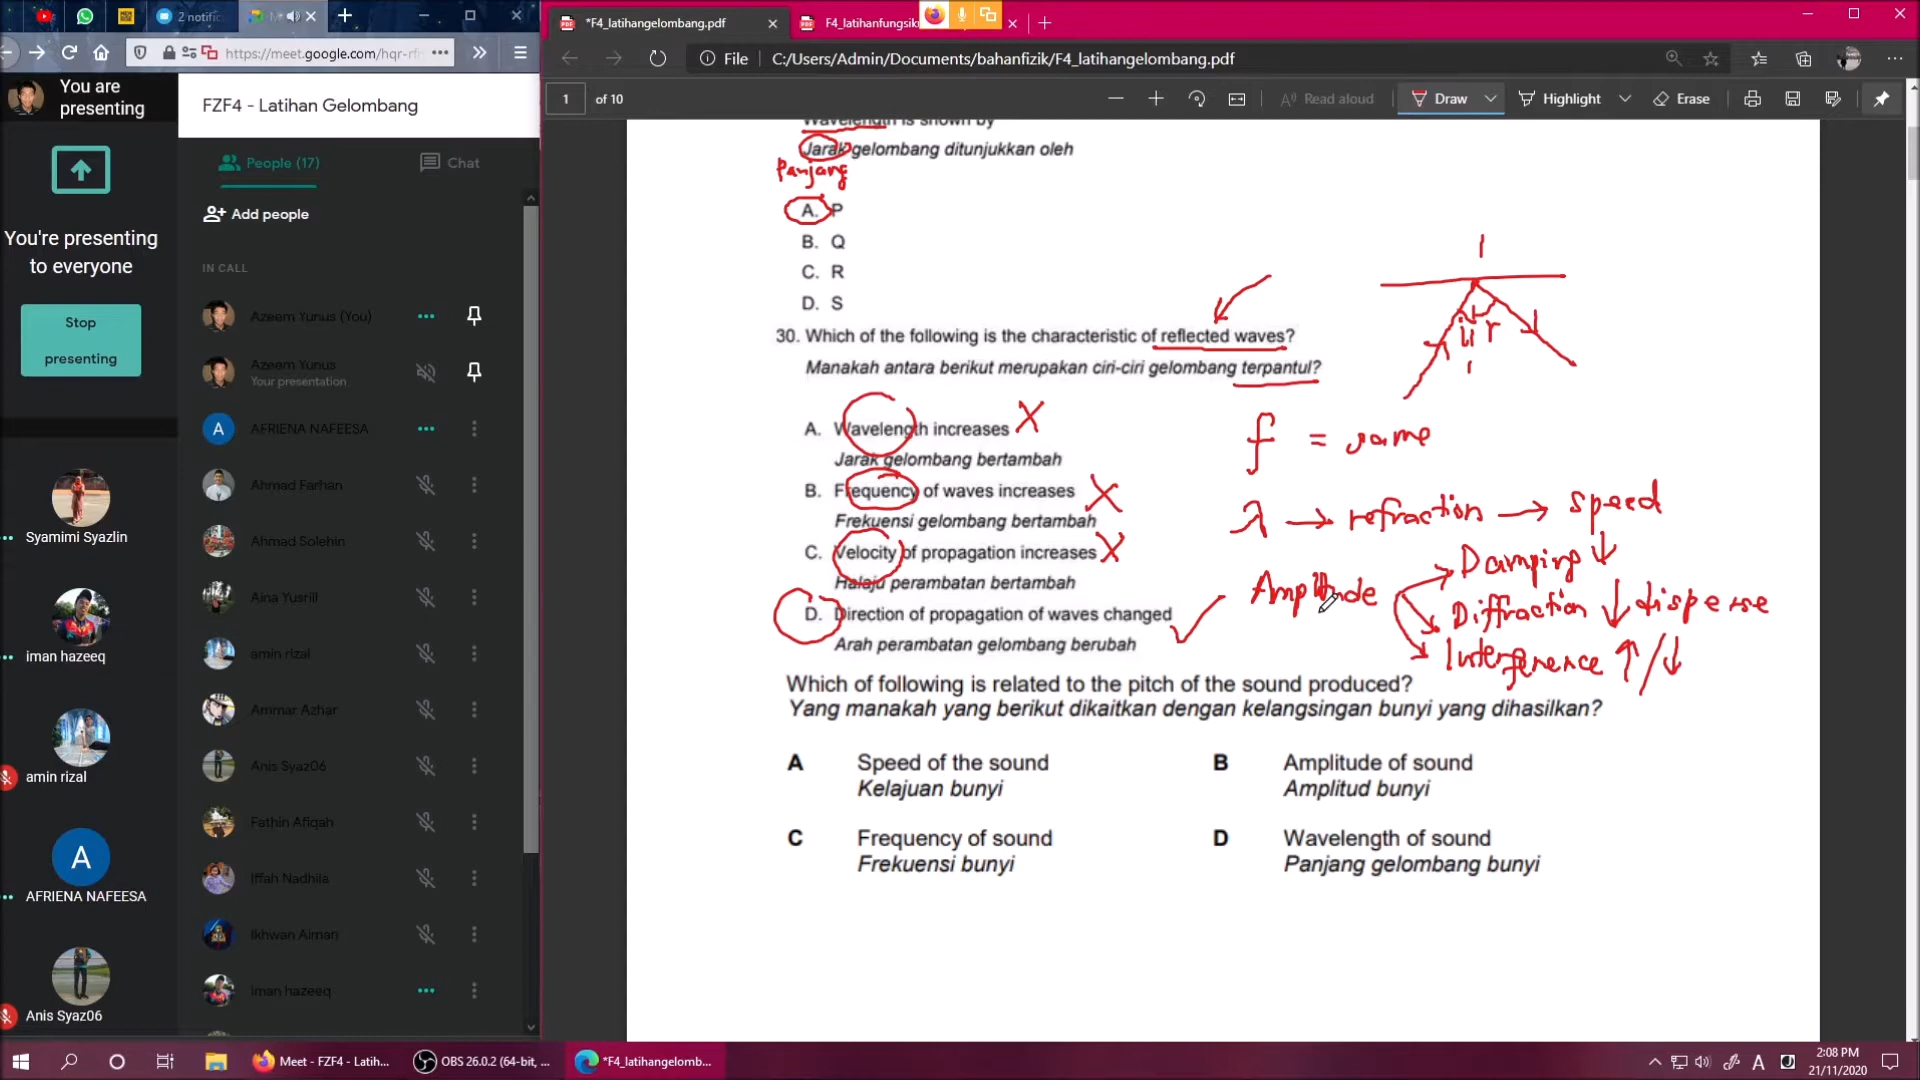 2 notific
M
https://meet.google.com/hqr-rfi
You are
presenting
You're presenting
to everyone
Stop
presenting
Syamimi Syazlin
iman hazeeq
amin rizal
A
AFRIENA NAFEESA
Anis Syaz06
FZF4 - Latihan Gelombang
People (17)
Chat
Add people
IN CALL
Azeem Yunus (You)
Azeem Yunus
Your presentation
A
AFRIENA NAFEESA
Ahmad Farhan
Ahmad Solehin
Aina Yusrill
amin rizal
Ammar Azhar
Anis Syaz06
Fathin Afiqah
Iffah Nadhila
Ikhwan Aiman
iman hazeeq
*F4_latihangelombang.pdf
F4_latihanfungsiku
File
C:/Users/Admin/Documents/bahanfizik/F4_latihangelombang.pdf
1 of 10
Read aloud
Draw
Highlight
Erase
Wavelength is shown by
Jarak gelombang ditunjukkan oleh
Panjang
A. P
B. Q
C. R
D. S
30. Which of the following is the characteristic of reflected waves?
Manakah antara berikut merupakan ciri-ciri gelombang terpantul?
A. Wavelength increases X
Jarak gelombang bertambah
B. Frequency of waves increases X
Frekuensi gelombang bertambah
C. Velocity of propagation increases X
Halaju perambatan bertambah
D. Direction of propagation of waves changed ✓
Arah perambatan gelombang berubah
i r
f = same
λ → refraction → speed
Amplitude
Damping ↓
Diffraction ↓ disperse
Interference ↑/↓
Which of following is related to the pitch of the sound produced?
Yang manakah yang berikut dikaitkan dengan kelangsingan bunyi yang dihasilkan?
A Speed of the sound
Kelajuan bunyi
B Amplitude of sound
Amplitud bunyi
C Frequency of sound
Frekuensi bunyi
D Wavelength of sound
Panjang gelombang bunyi
Meet - FZF4 - Latih...
OBS 26.0.2 (64-bit, ...
*F4_latihangelomb...
A
2:08 PM
21/11/2020